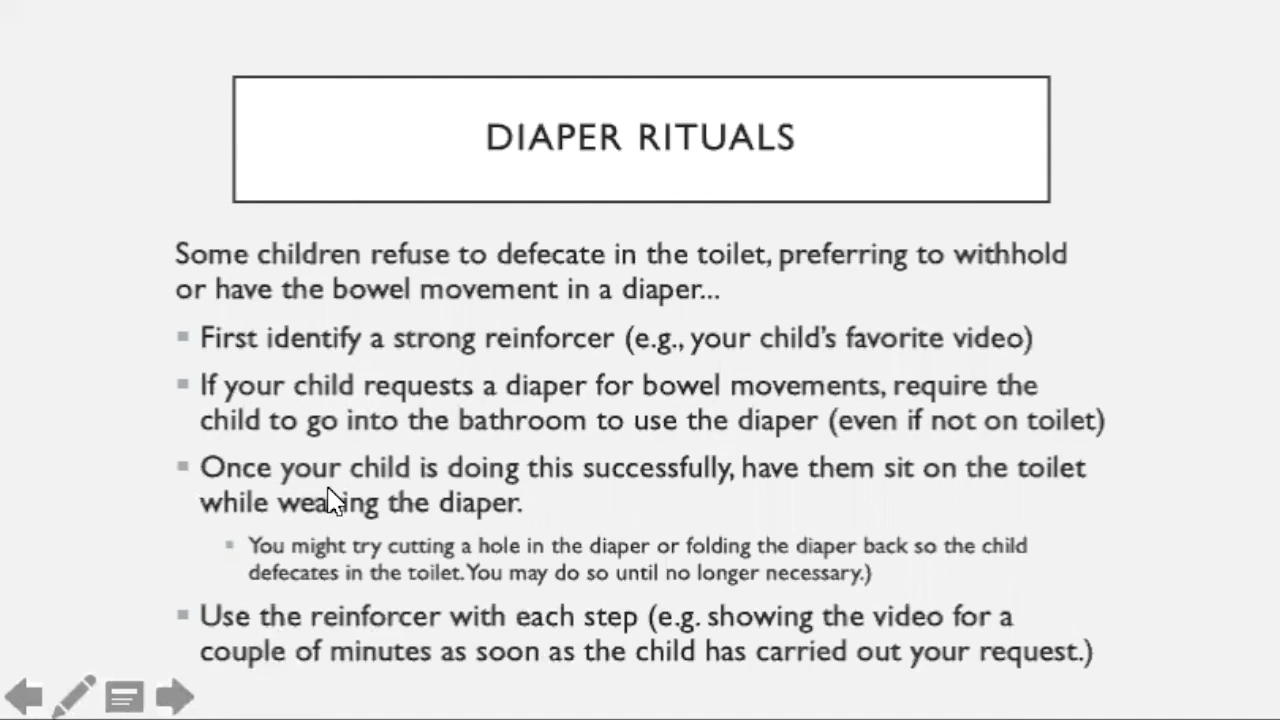 DIAPER RITUALS
Some children refuse to defecate in the toilet, preferring to withhold
or have the bowel movement in a diaper...
First identify a strong reinforcer (e.g., your child's favorite video)
If your child requests a diaper for bowel movements, require the
child to go into the bathroom to use the diaper (even if not on toilet)
Once your child is doing this successfully, have them sit on the toilet
while wearing the diaper.
You might try cutting a hole in the diaper or folding the diaper back so the child
defecates in the toilet. You may do so until no longer necessary.)
Use the reinforcer with each step (e.g. showing the video for a
couple of minutes as soon as the child has carried out your request.)